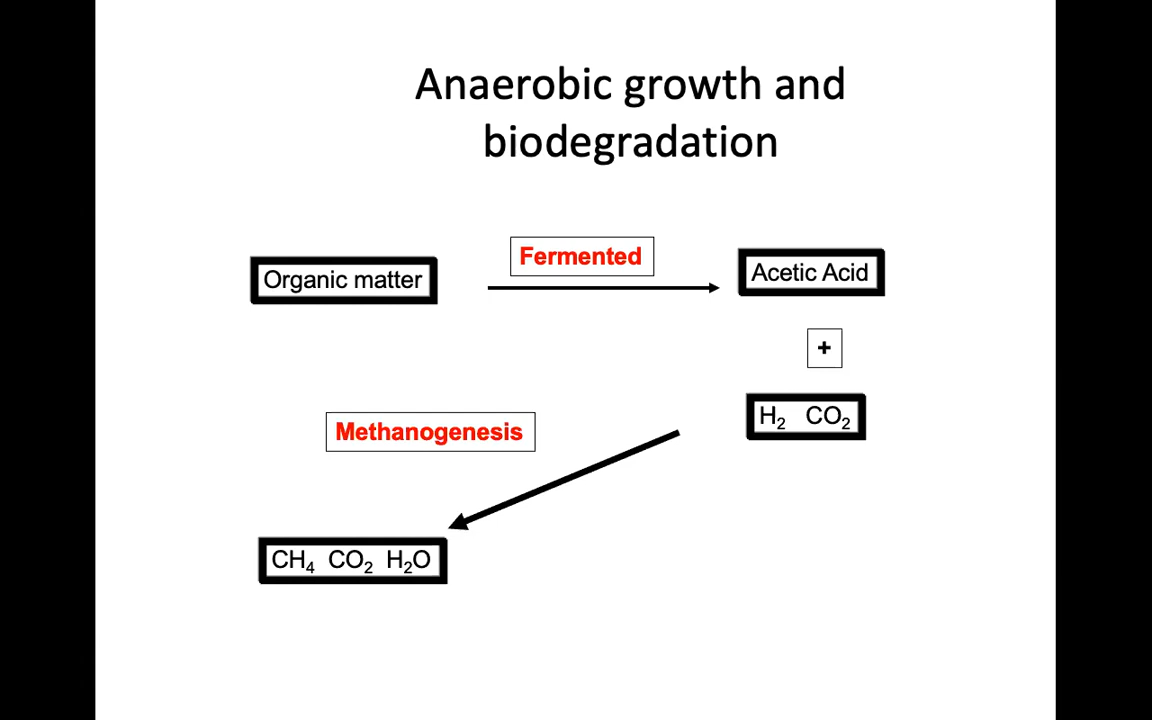 Anaerobic growth and
biodegradation
Organic matter
Fermented
Acetic Acid
+
H₂ CO₂
Methanogenesis
CH₄ CO₂ H₂O